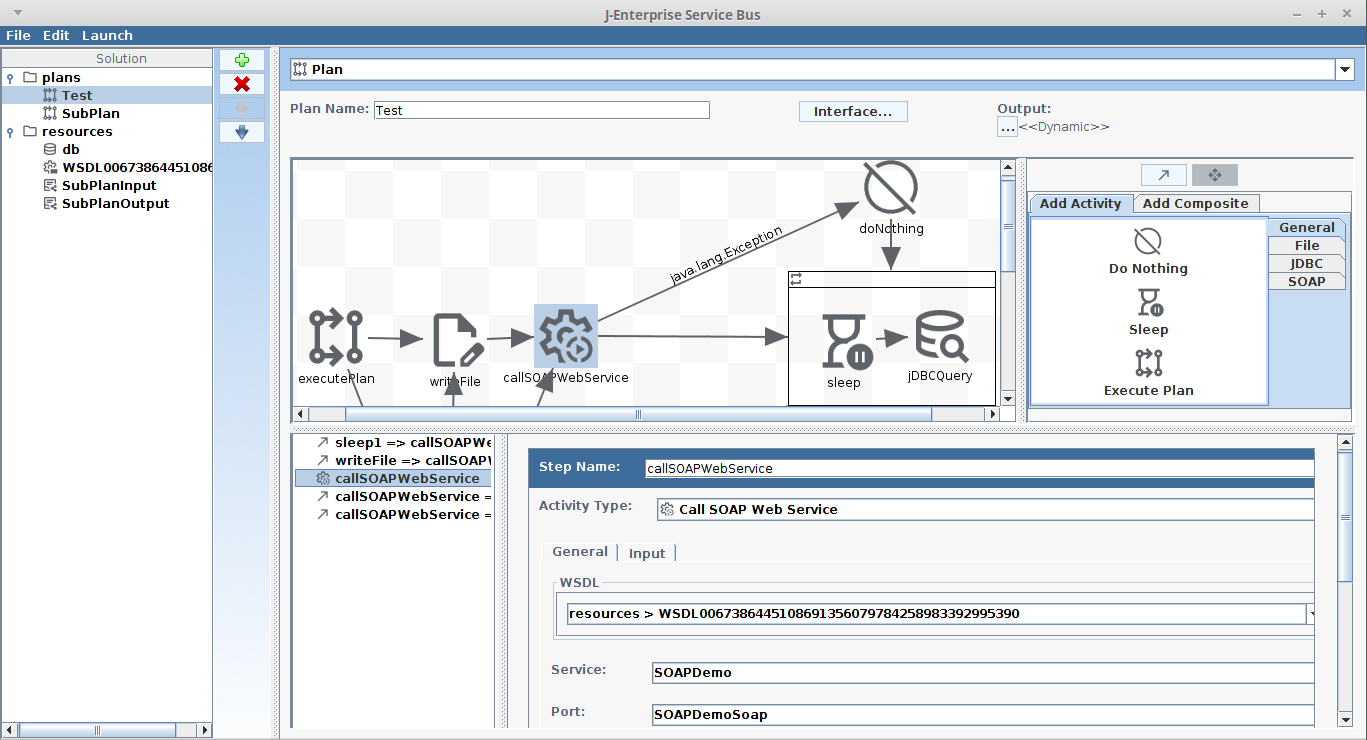 J-Enterprise Service Bus
File Edit Launch
Solution
plans
Test
SubPlan
resources
db
WSDL00673864451086
SubPlanInput
SubPlanOutput
Plan
Plan Name: Test
Interface...
Output:
... <<Dynamic>>
java.lang.Exception
doNothing
executePlan
writeFile
callSOAPWebService
sleep
jDBCQuery
Add Activity Add Composite
Do Nothing
Sleep
Execute Plan
General
File
JDBC
SOAP
sleep1 => callSOAPWe
writeFile => callSOAP
callSOAPWebService
callSOAPWebService =
callSOAPWebService =
Step Name: callSOAPWebService
Activity Type: Call SOAP Web Service
General Input
WSDL
resources > WSDL0067386445108691356079784258983392995390
Service: SOAPDemo
Port: SOAPDemoSoap